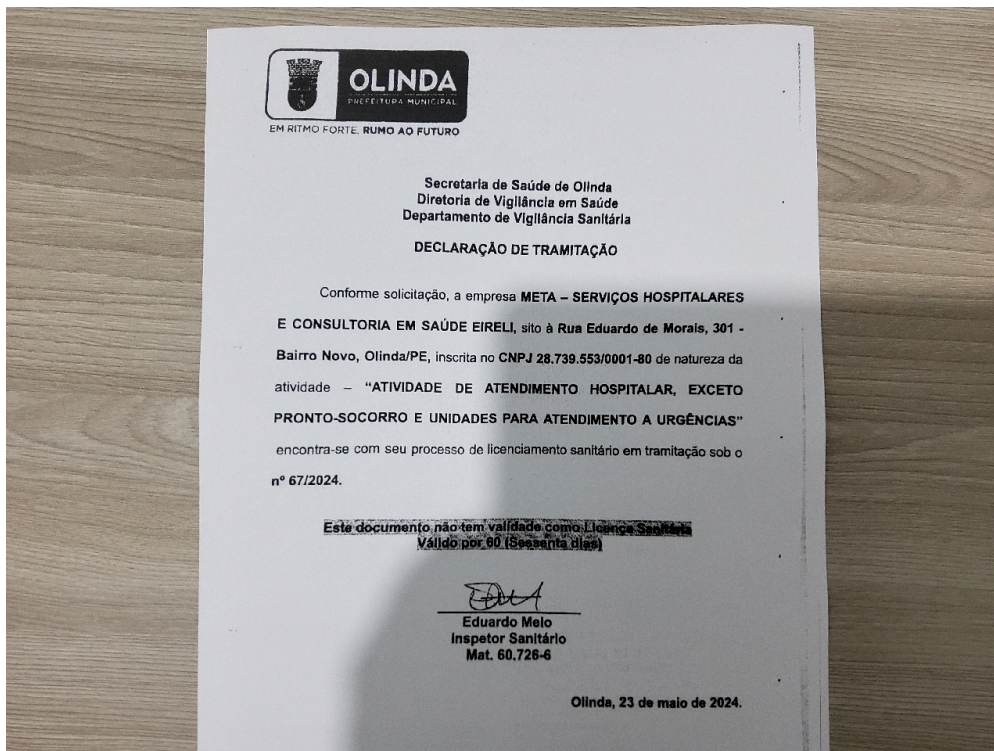 OLINDA
PREFEITURA MUNICIPAL
EM RITMO FORTE, RUMO AO FUTURO
Secretaria de Saúde de Olinda
Diretoria de Vigilância em Saúde
Departamento de Vigilância Sanitária
DECLARAÇÃO DE TRAMITAÇÃO
Conforme solicitação, a empresa META – SERVIÇOS HOSPITALARES
E CONSULTORIA EM SAÚDE EIRELI, sito à Rua Eduardo de Morais, 301 -
Bairro Novo, Olinda/PE, inscrita no CNPJ 28.739.553/0001-80 de natureza da
atividade – “ATIVIDADE DE ATENDIMENTO HOSPITALAR, EXCETO
PRONTO-SOCORRO E UNIDADES PARA ATENDIMENTO A URGÊNCIAS”
encontra-se com seu processo de licenciamento sanitário em tramitação sob o
nº 67/2024.
Este documento não tem validade como Licença Sanitária
Válido por 60 (Sessenta dias)
Eduardo Melo
Inspetor Sanitário
Mat. 60.726-6
Olinda, 23 de maio de 2024.